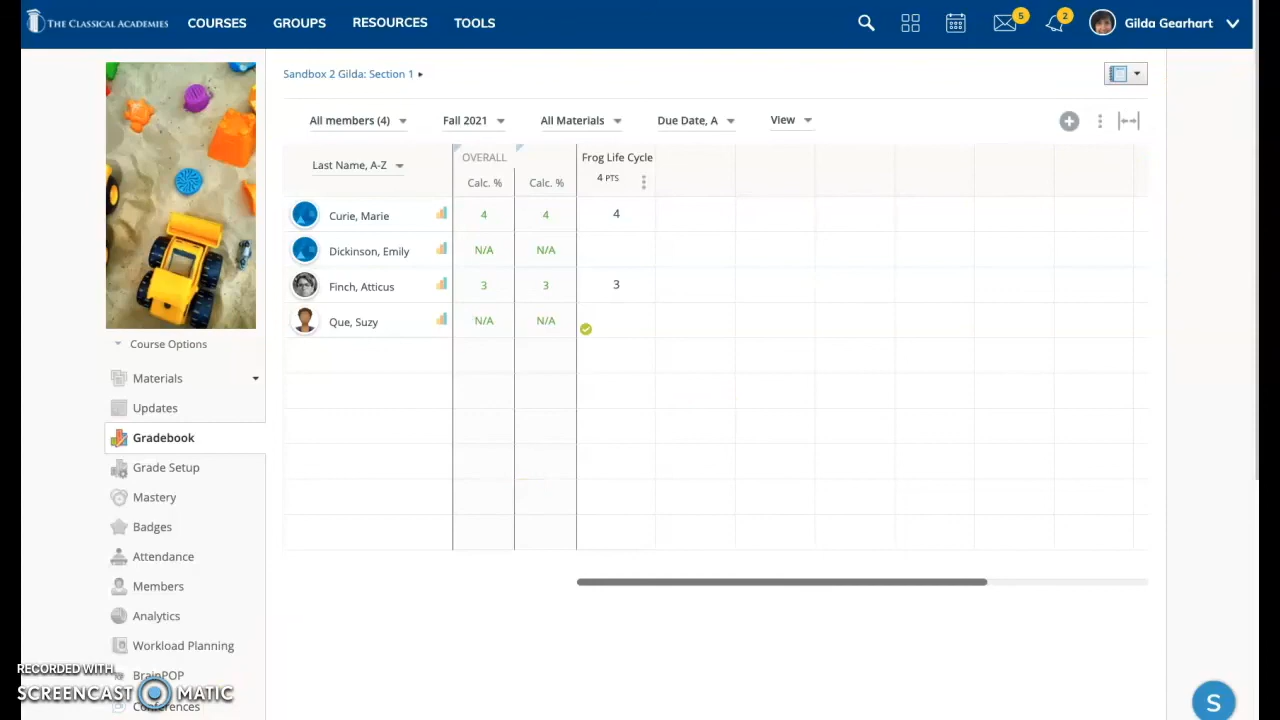 THE CLASSICAL ACADEMIES COURSES GROUPS RESOURCES TOOLS 5 2 Gilda Gearhart
Sandbox 2 Gilda: Section 1
All members (4) Fall 2021 All Materials Due Date, A View
Last Name, A-Z OVERALL Frog Life Cycle
Calc. % Calc. % 4 PTS
Curie, Marie 4 4 4
Dickinson, Emily N/A N/A
Finch, Atticus 3 3 3
Que, Suzy N/A N/A
Course Options
Materials
Updates
Gradebook
Grade Setup
Mastery
Badges
Attendance
Members
Analytics
Workload Planning
BrainPOP
Conferences
RECORDED WITH
SCREENCAST MATIC
S